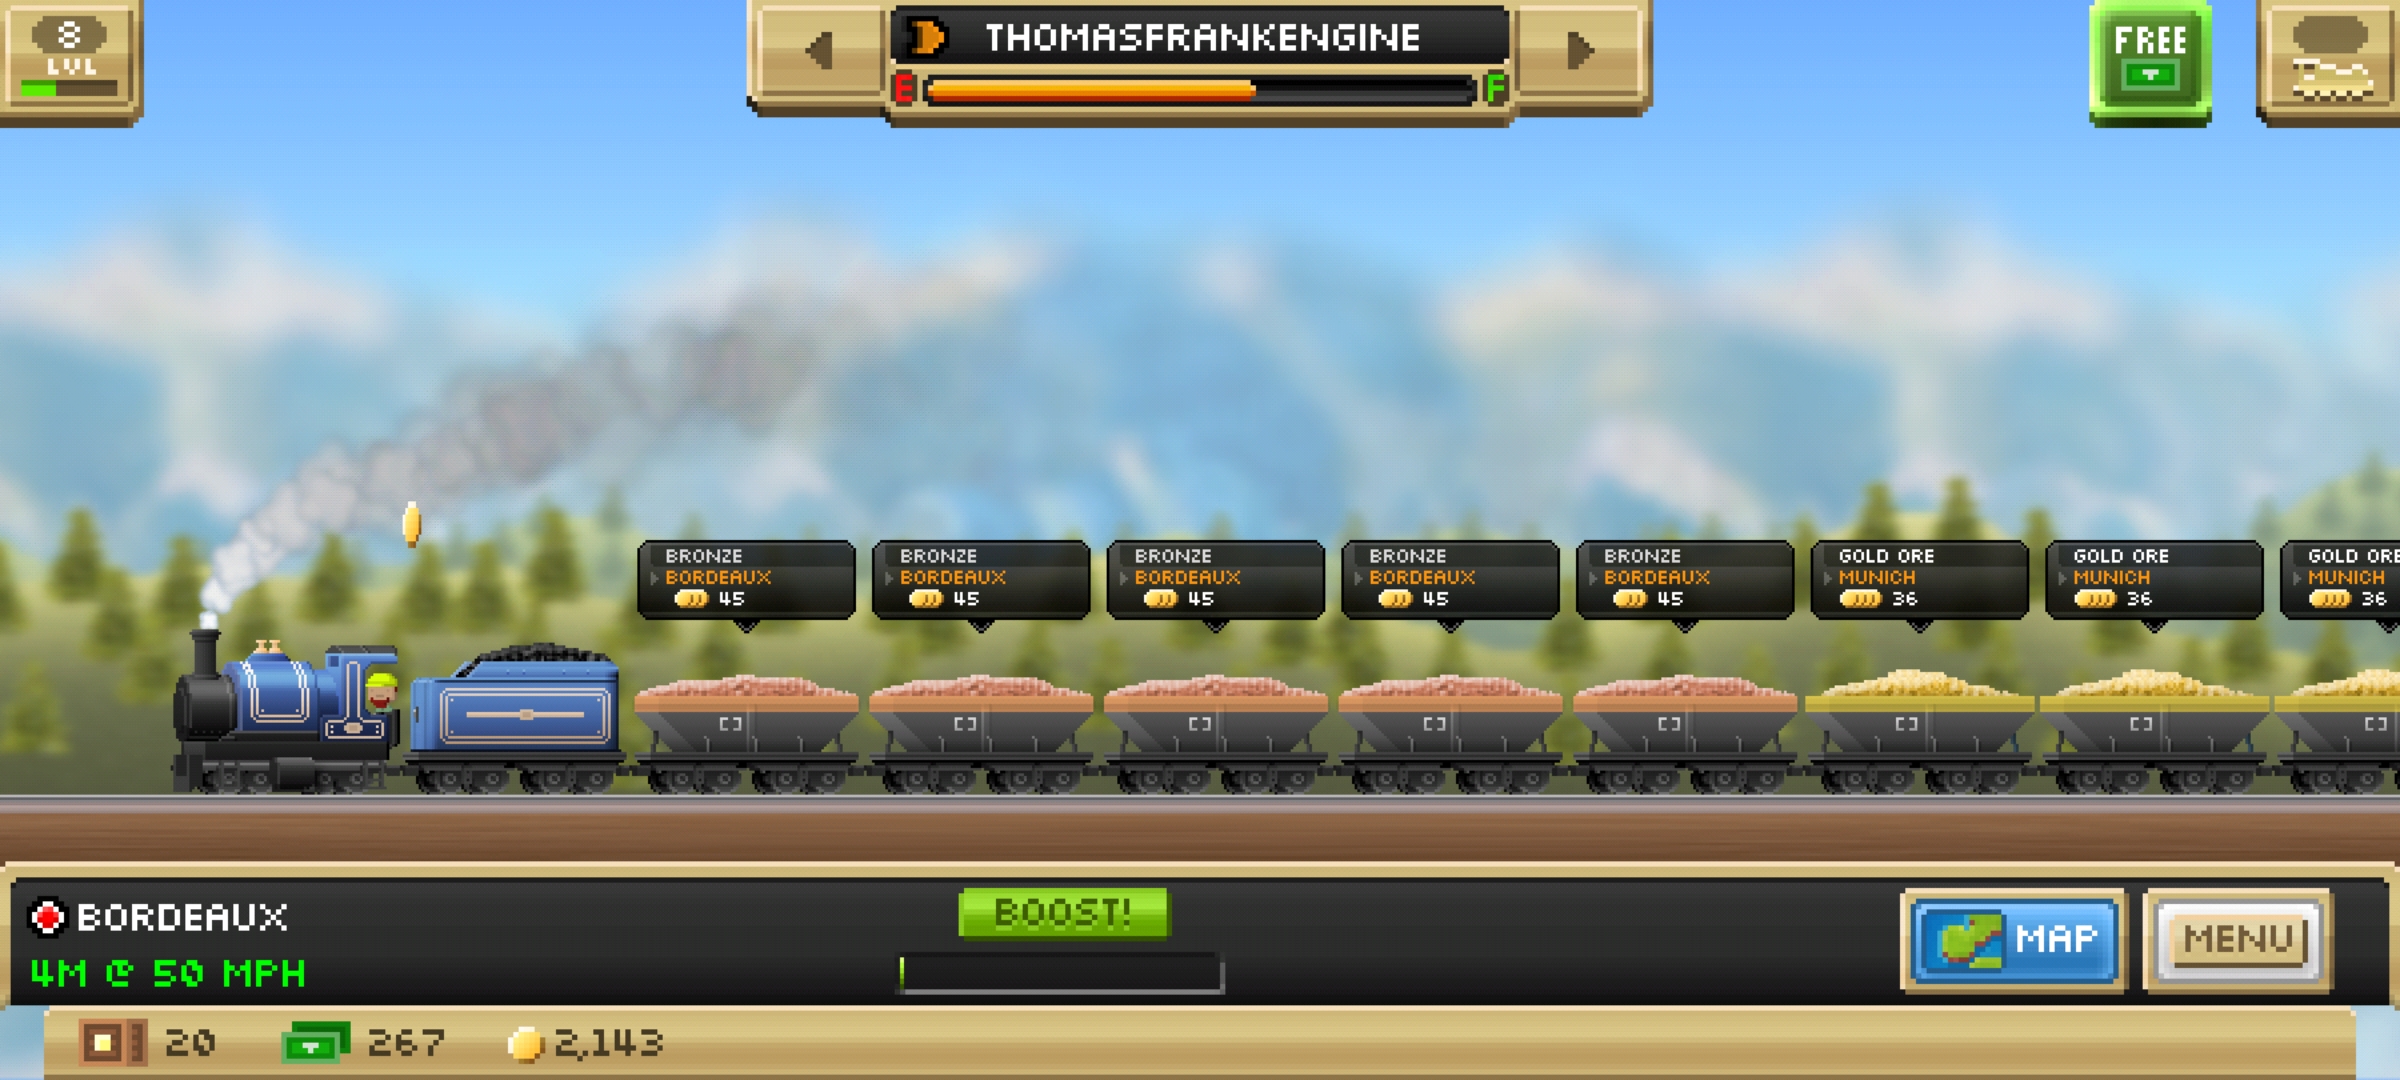 8
LVL
THOMASFRANKENGINE
E F
FREE
BRONZE
BORDEAUX
45
BRONZE
BORDEAUX
45
BRONZE
BORDEAUX
45
BRONZE
BORDEAUX
45
BRONZE
BORDEAUX
45
GOLD ORE
MUNICH
36
GOLD ORE
MUNICH
36
GOLD ORE
MUNICH
36
BORDEAUX
4M @ 50 MPH
BOOST!
MAP
MENU
20 267 2,143